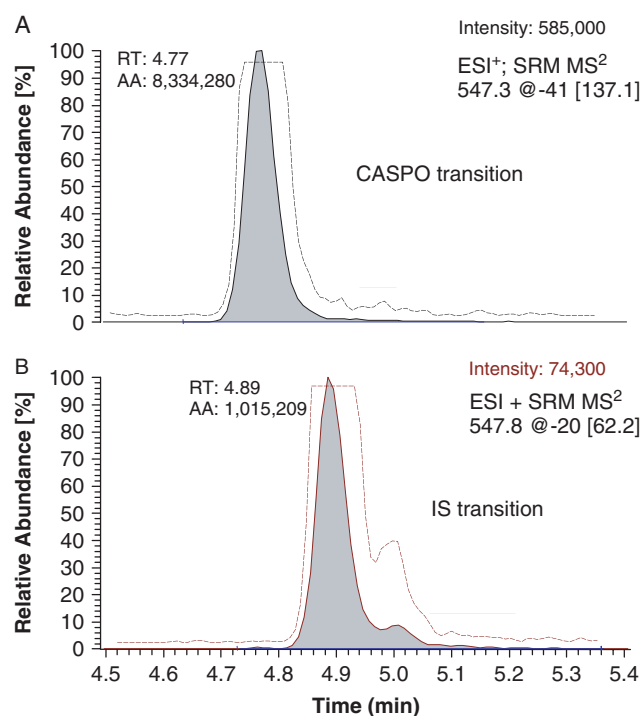 A
Intensity: 585,000
RT: 4.77
AA: 8,334,280
ESI⁺; SRM MS²
547.3 @-41 [137.1]
CASPO transition
Relative Abundance [%]
100
90
80
70
60
50
40
30
20
10
0
B
Intensity: 74,300
RT: 4.89
AA: 1,015,209
ESI + SRM MS²
547.8 @-20 [62.2]
IS transition
Relative Abundance [%]
100
90
80
70
60
50
40
30
20
10
0
4.5 4.6 4.7 4.8 4.9 5.0 5.1 5.2 5.3 5.4
Time (min)